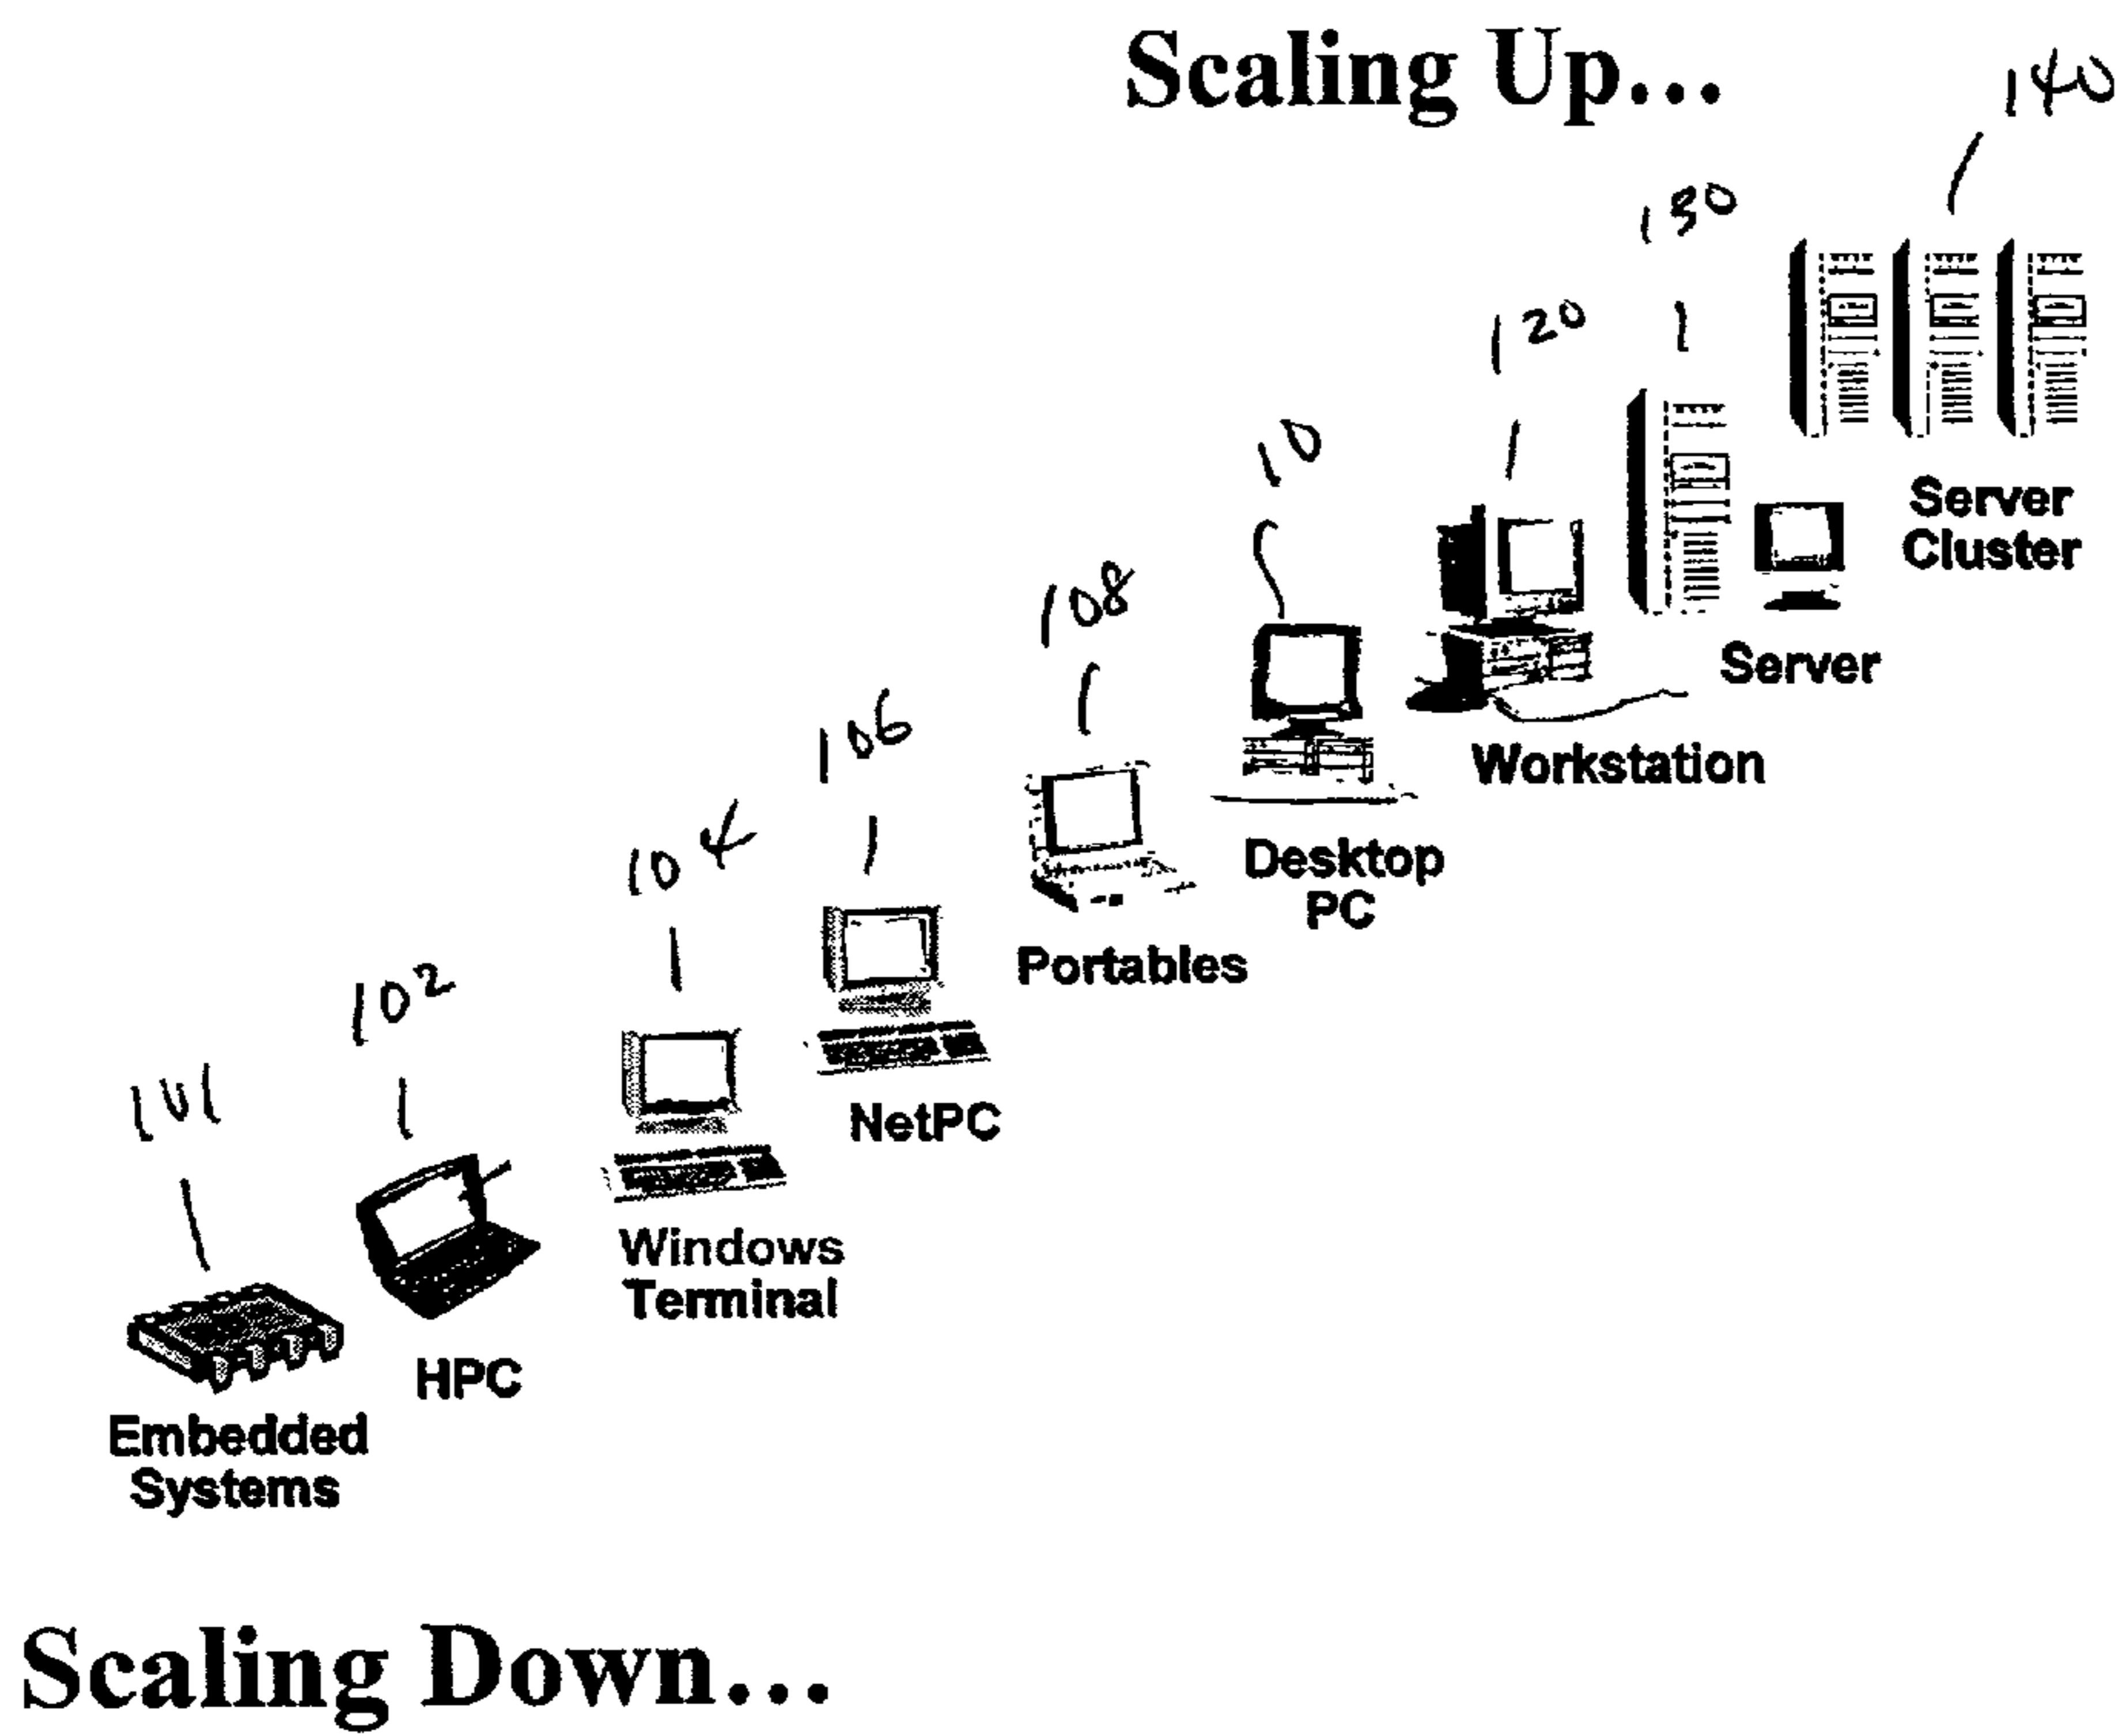 Scaling Up...
140
130
120
10
108
106
104
102
101
Server
Cluster
Server
Workstation
Desktop
PC
Portables
NetPC
Windows
Terminal
HPC
Embedded
Systems
Scaling Down...